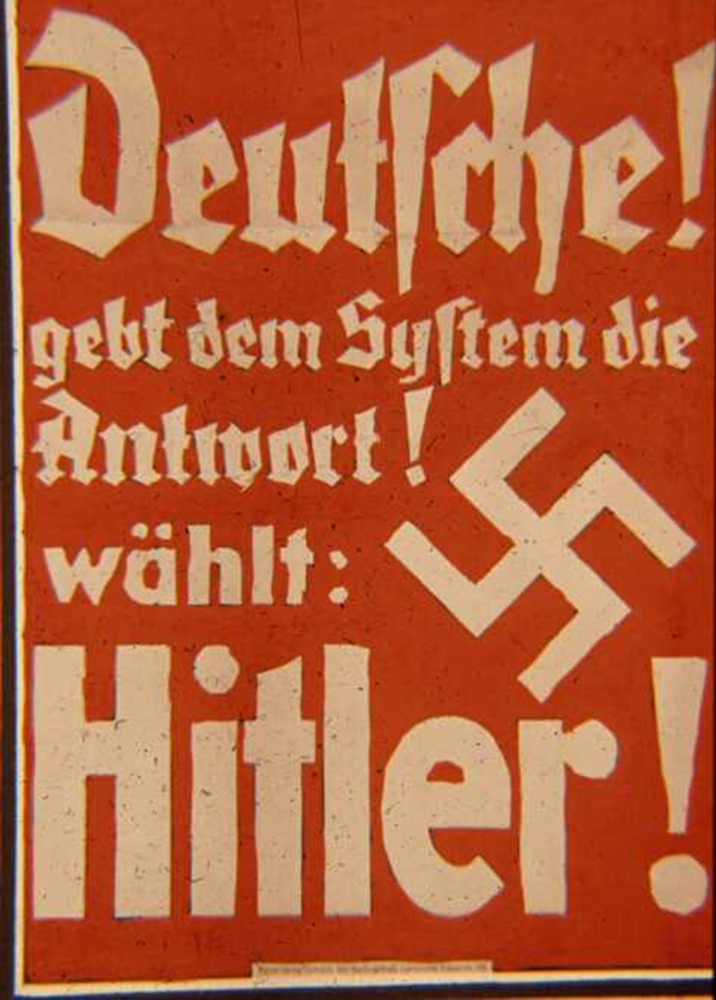 Deutsche!
gebt dem System die
Antwort!
wählt:
Hitler!